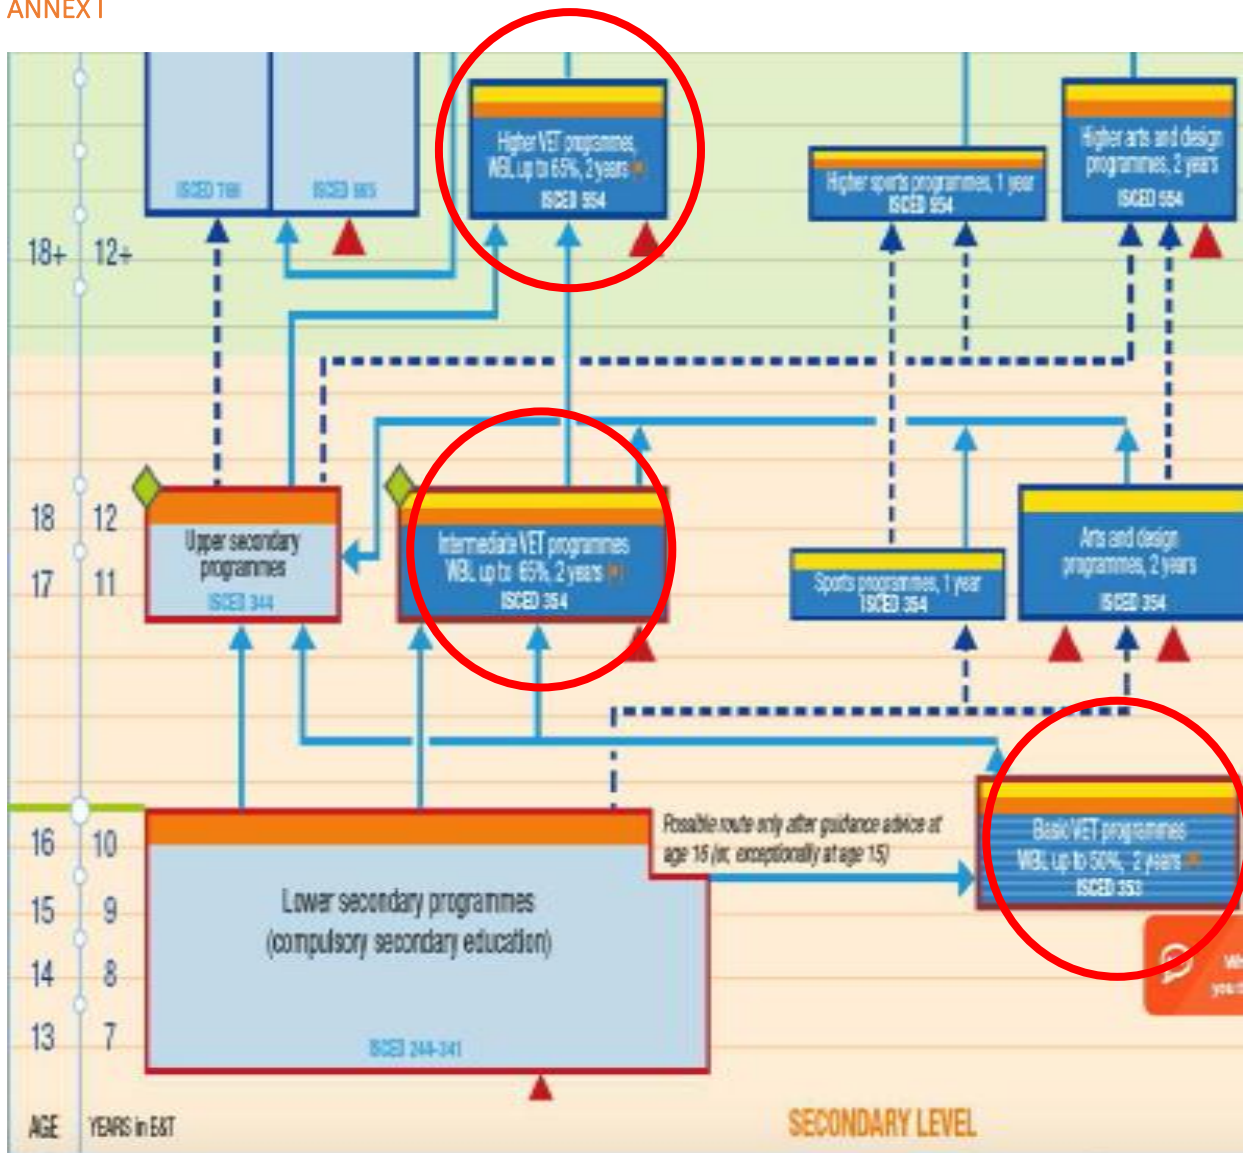 ANNEX I
Higher VET programmes,
WBL up to 65%, 2 years
ISCED 554
Higher sports programmes, 1 year
ISCED 554
Higher arts and design
programmes, 2 years
ISCED 554
ISCED 766
ISCED 665
18+
12+
18
12
17
11
Upper secondary
programmes
ISCED 344
Intermediate VET programmes
WBL up to 65%, 2 years
ISCED 354
Sports programmes, 1 year
ISCED 354
Arts and design
programmes, 2 years
ISCED 354
16
10
15
9
14
8
13
7
Possible route only after guidance advice at
age 16 (or, exceptionally at age 15)
Basic VET programmes
WBL up to 50%, 2 years
ISCED 353
Lower secondary programmes
(compulsory secondary education)
ISCED 244-341
AGE
YEARS in E&T
SECONDARY LEVEL